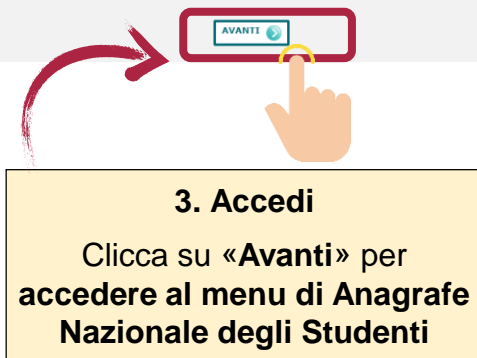 AVANTI
3. Accedi
Clicca su «Avanti» per
accedere al menu di Anagrafe
Nazionale degli Studenti